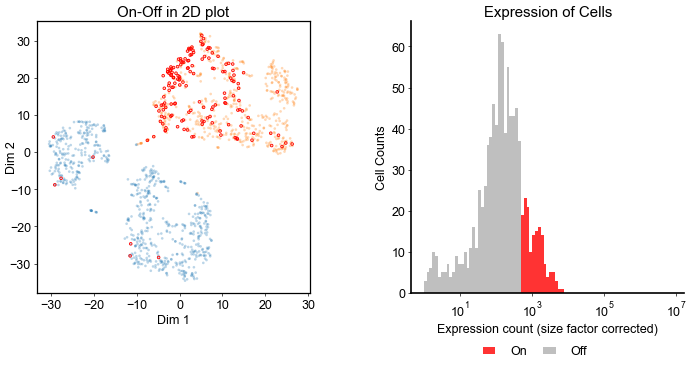 On-Off in 2D plot
Dim 2
30
20
10
0
−10
−20
−30
−30 −20 −10 0 10 20 30
Dim 1
Expression of Cells
Cell Counts
60
50
40
30
20
10
0
10^1 10^3 10^5 10^7
Expression count (size factor corrected)
On Off